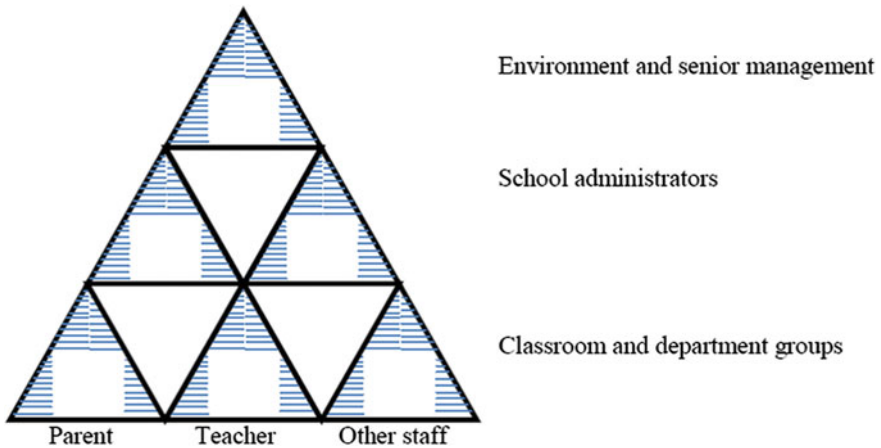 Environment and senior management
School administrators
Classroom and department groups
Parent Teacher Other staff